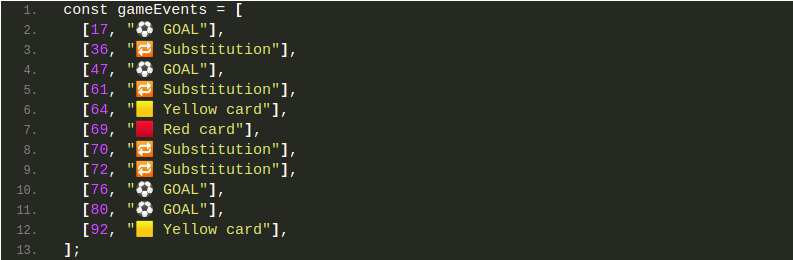 1. const gameEvents = [
2.   [17, "⚽ GOAL"],
3.   [36, "🔁 Substitution"],
4.   [47, "⚽ GOAL"],
5.   [61, "🔁 Substitution"],
6.   [64, "🟨 Yellow card"],
7.   [69, "🟥 Red card"],
8.   [70, "🔁 Substitution"],
9.   [72, "🔁 Substitution"],
10.   [76, "⚽ GOAL"],
11.   [80, "⚽ GOAL"],
12.   [92, "🟨 Yellow card"],
13. ];